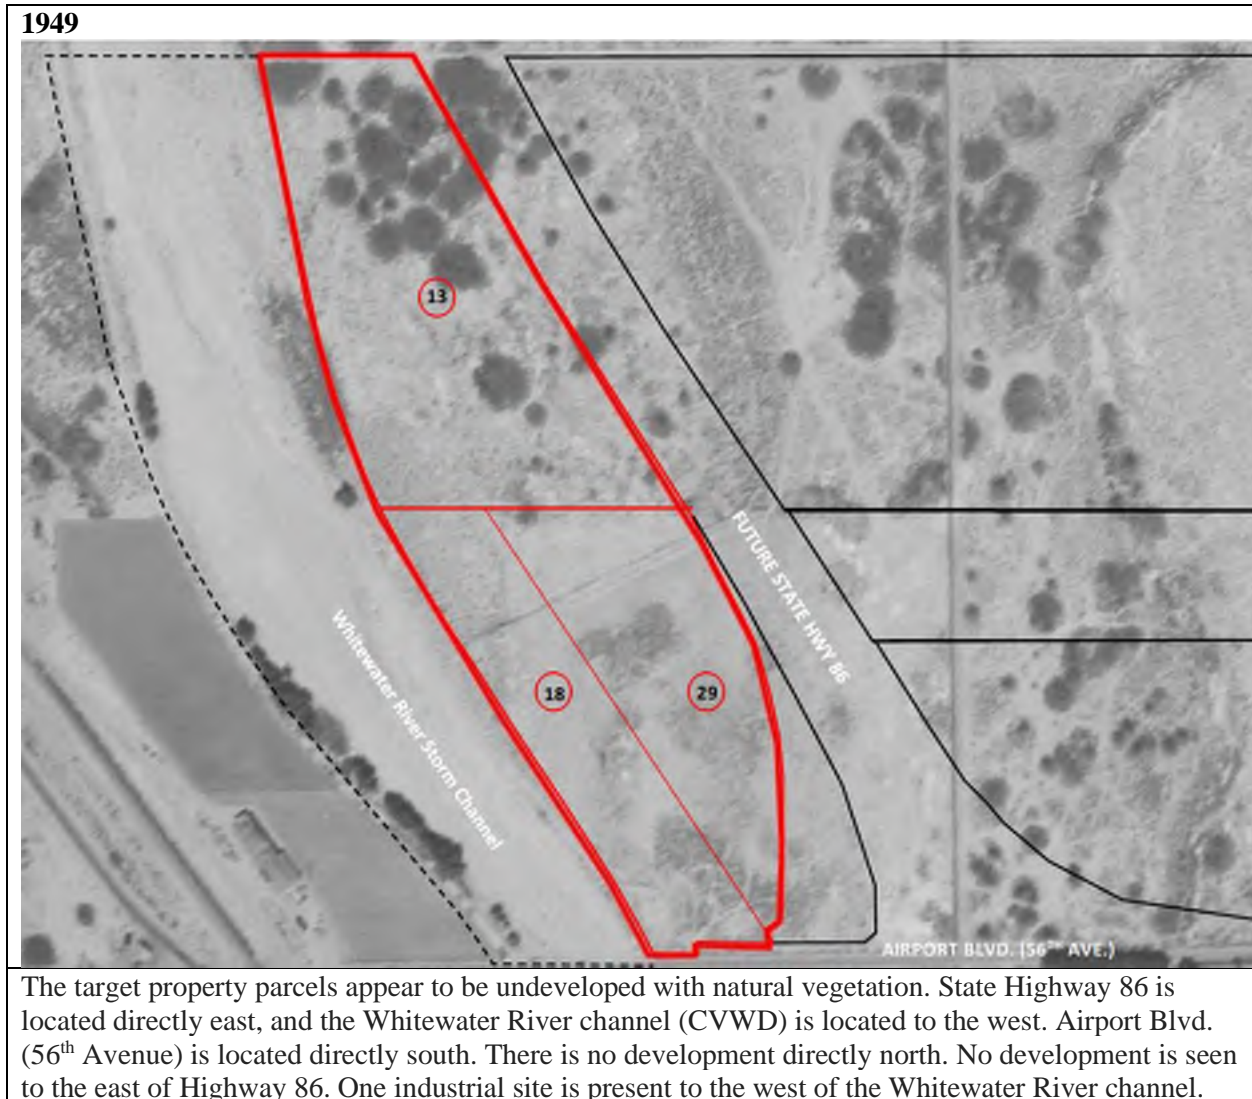 1949
13
FUTURE STATE HWY 86
Whitewater River Storm Channel
18
29
AIRPORT BLVD. (56TH AVE.)
The target property parcels appear to be undeveloped with natural vegetation. State Highway 86 is
located directly east, and the Whitewater River channel (CVWD) is located to the west. Airport Blvd.
(56th Avenue) is located directly south. There is no development directly north. No development is seen
to the east of Highway 86. One industrial site is present to the west of the Whitewater River channel.